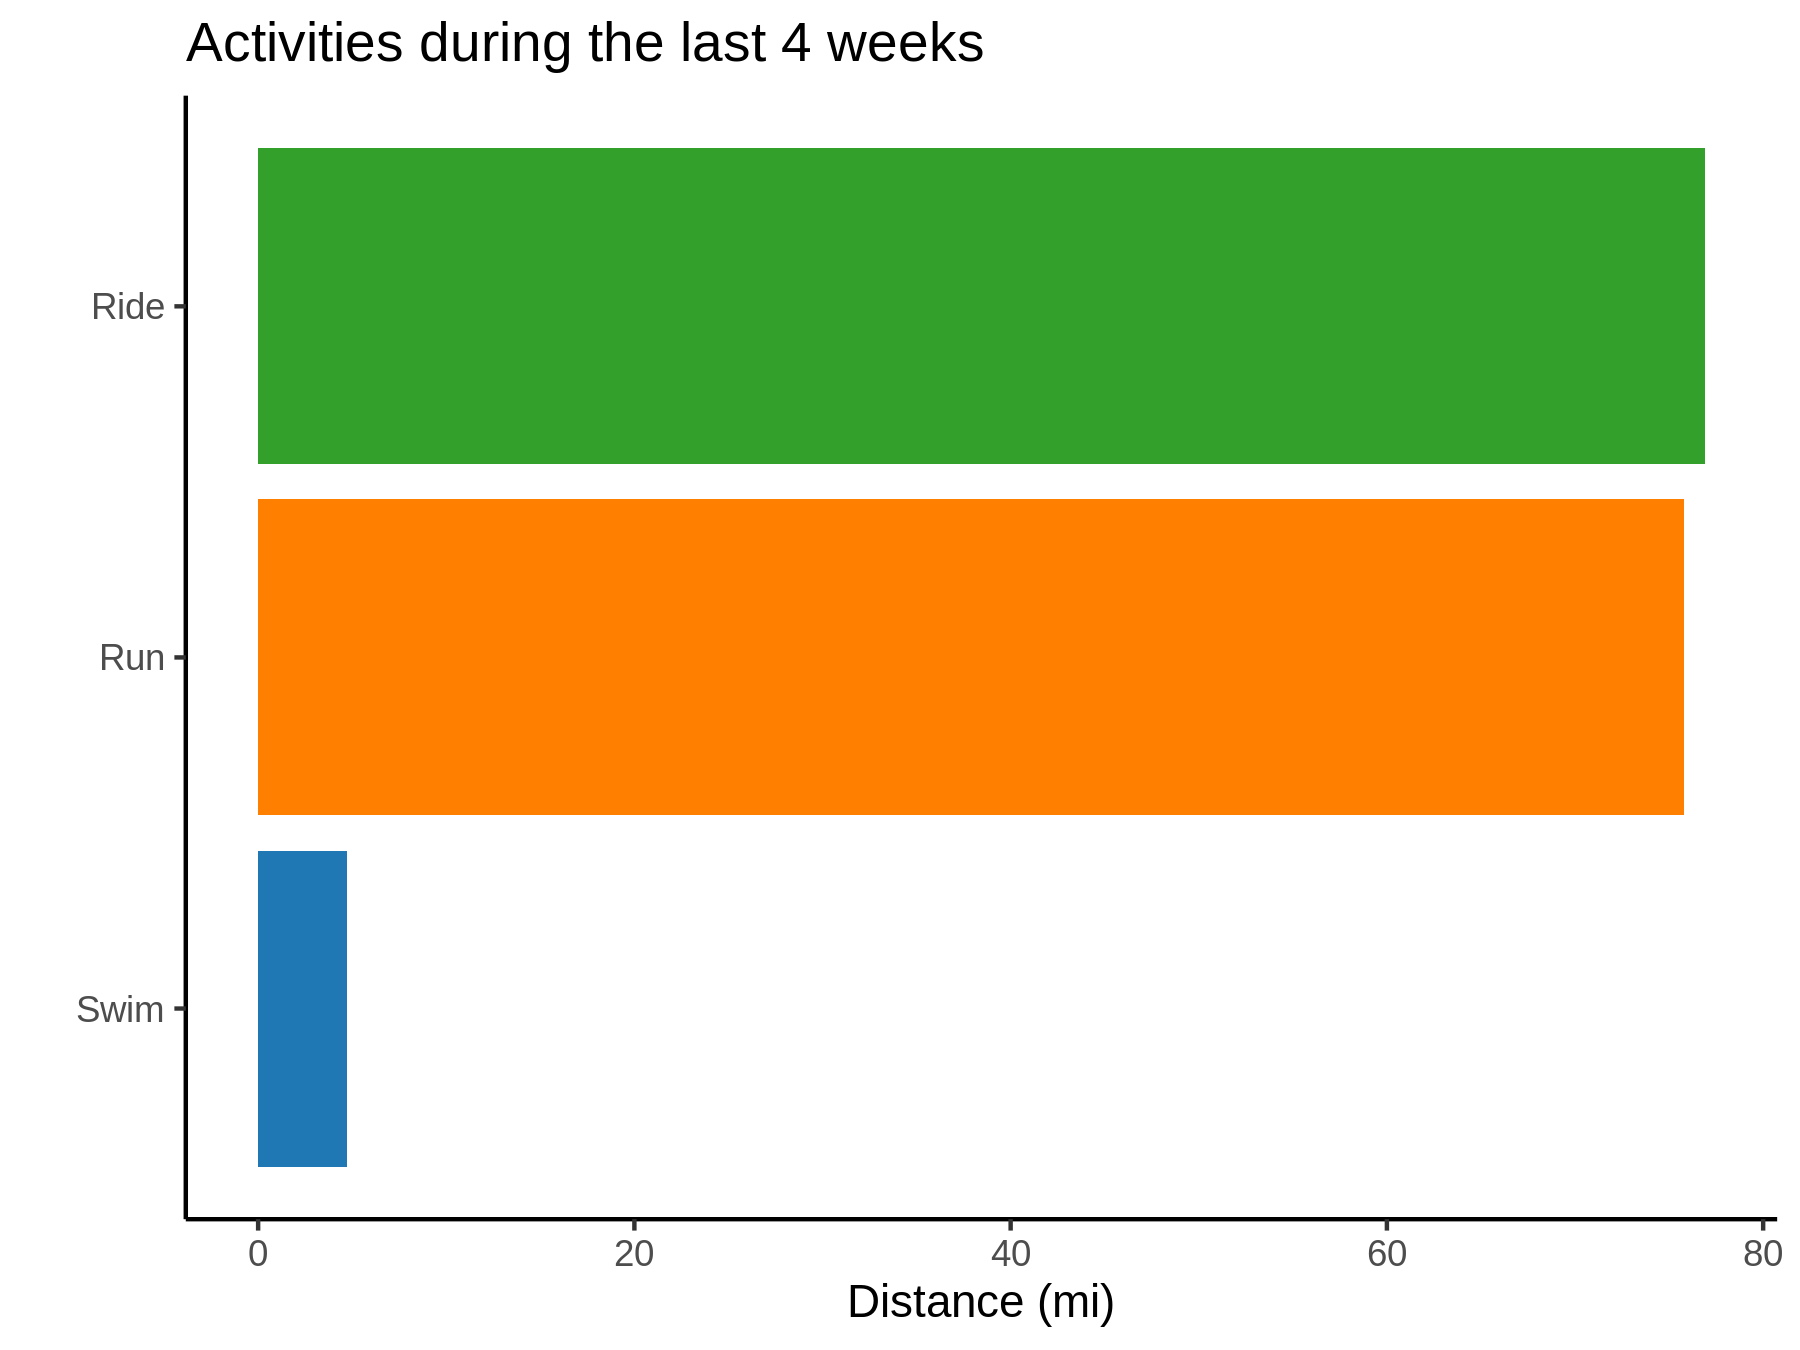 Activities during the last 4 weeks
Ride
Run
Swim
0 20 40 60 80
Distance (mi)